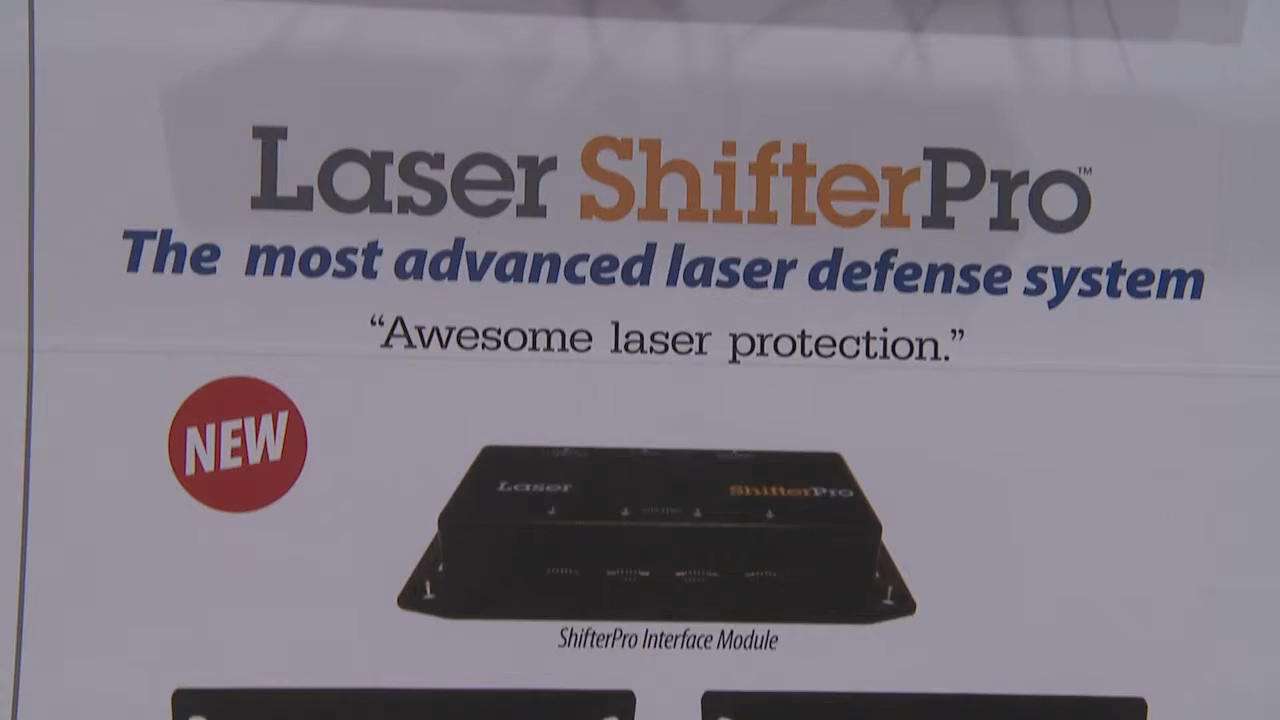 Laser ShifterPro™
The most advanced laser defense system
“Awesome laser protection.”
NEW
Laser ShifterPro
ShifterPro Interface Module